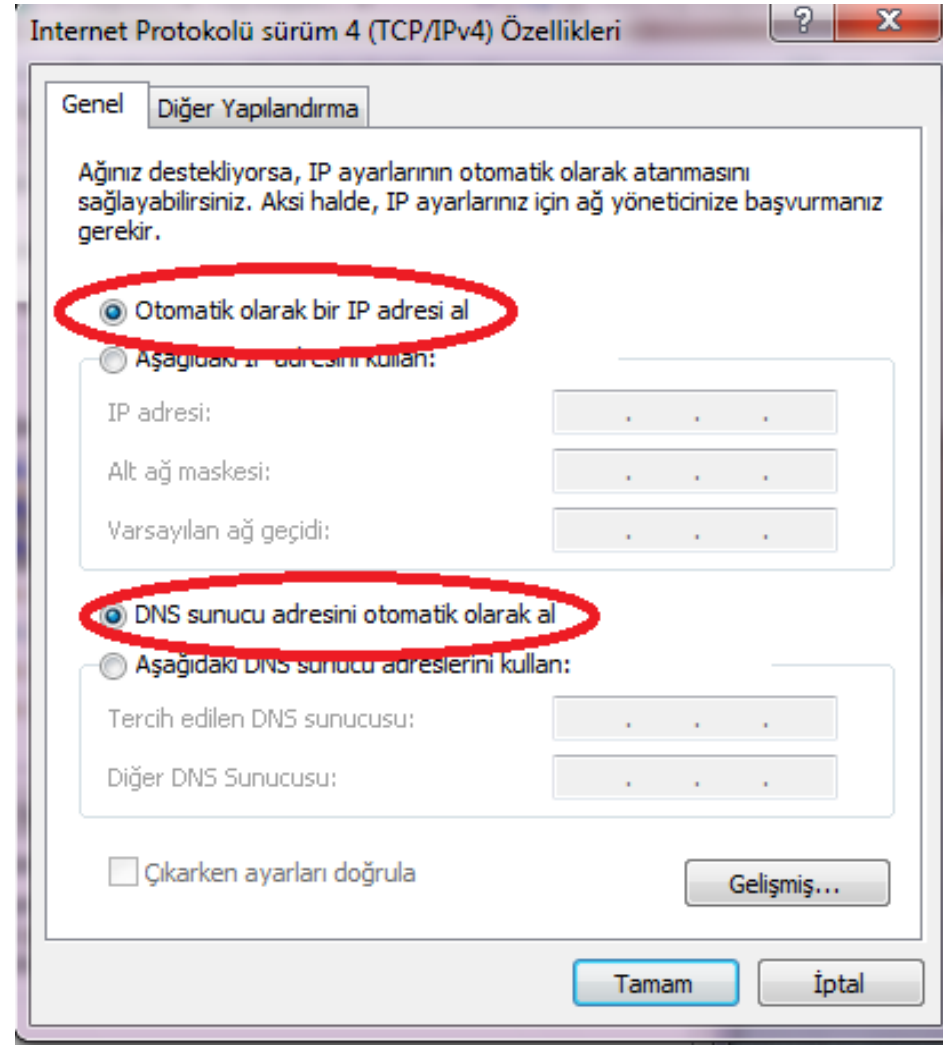 Internet Protokolü sürüm 4 (TCP/IPv4) Özellikleri
Genel
Diğer Yapılandırma
Ağınız destekliyorsa, IP ayarlarının otomatik olarak atanmasını
sağlayabilirsiniz. Aksi halde, IP ayarlarınız için ağ yöneticinize başvurmanız
gerekir.
Otomatik olarak bir IP adresi al
Aşağıdaki IP adresini kullan:
IP adresi:
Alt ağ maskesi:
Varsayılan ağ geçidi:
DNS sunucu adresini otomatik olarak al
Aşağıdaki DNS sunucu adreslerini kullan:
Tercih edilen DNS sunucusu:
Diğer DNS Sunucusu:
Çıkarken ayarları doğrula
Gelişmiş...
Tamam
İptal